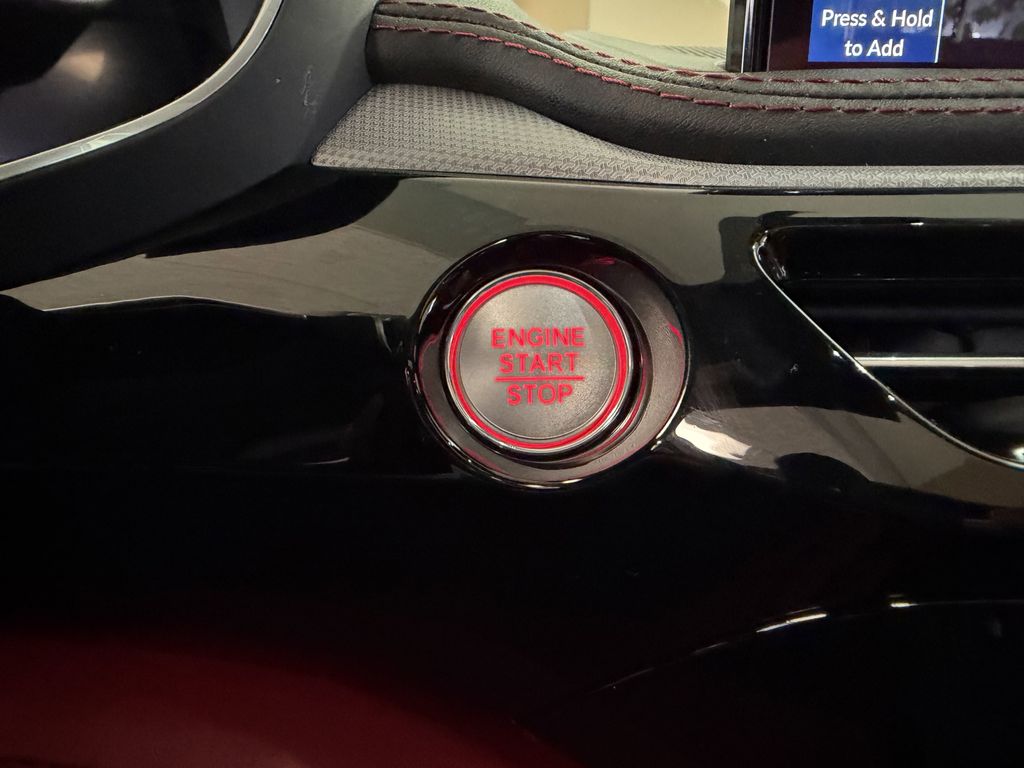 Press & Hold
to Add
ENGINE
START
STOP